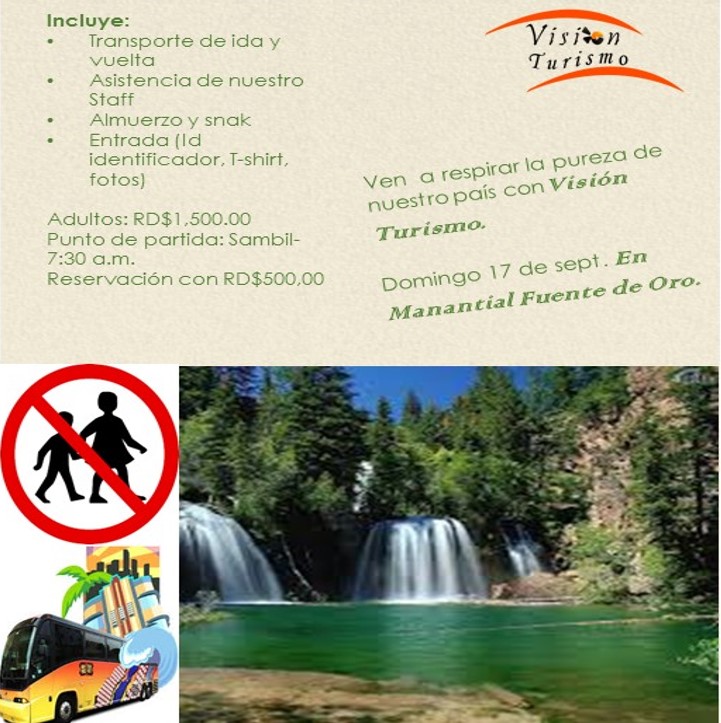 Incluye:
• Transporte de ida y
vuelta
• Asistencia de nuestro
Staff
• Almuerzo y snak
• Entrada (Id
identificador, T-shirt,
fotos)
Adultos: RD$1,500.00
Punto de partida: Sambil-
7:30 a.m.
Reservación con RD$500,00
Visión
Turismo
Ven a respirar la pureza de
nuestro país con Visión
Turismo.
Domingo 17 de sept. En
Manantial Fuente de Oro.